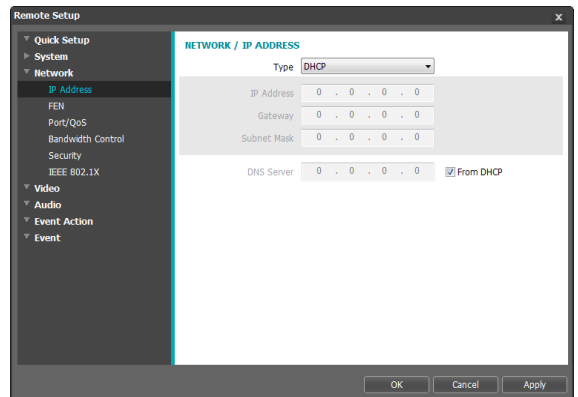 Remote Setup x
Quick Setup
System
Network
IP Address
FEN
Port/QoS
Bandwidth Control
Security
IEEE 802.1X
Video
Audio
Event Action
Event
NETWORK / IP ADDRESS
Type DHCP
IP Address 0 . 0 . 0 . 0
Gateway 0 . 0 . 0 . 0
Subnet Mask 0 . 0 . 0 . 0
DNS Server 0 . 0 . 0 . 0 From DHCP
OK Cancel Apply